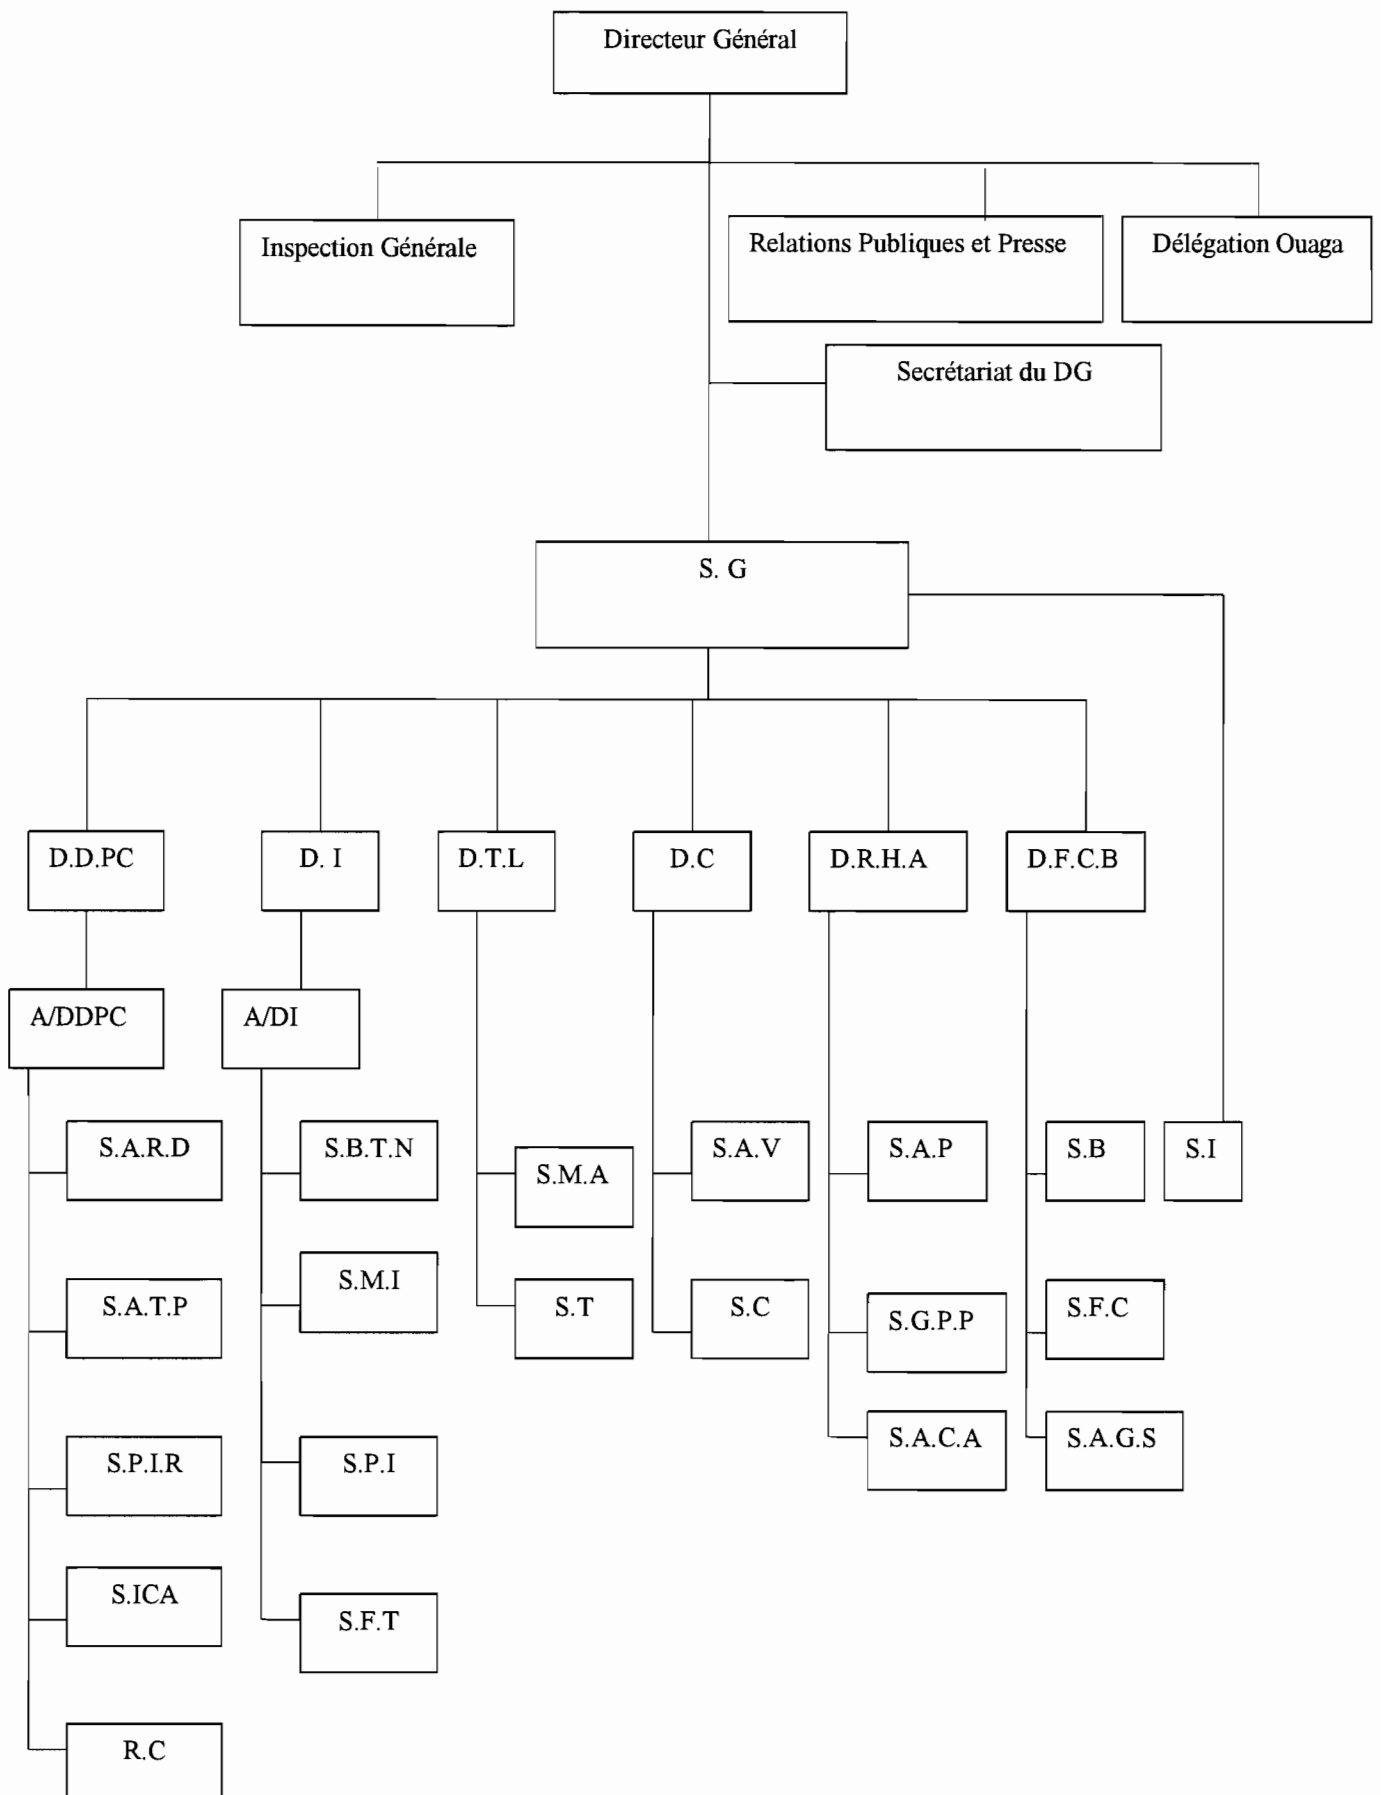 Directeur Général
Inspection Générale
Relations Publiques et Presse
Délégation Ouaga
Secrétariat du DG
S. G
D.D.PC
D. I
D.T.L
D.C
D.R.H.A
D.F.C.B
A/DDPC
A/DI
S.A.R.D
S.B.T.N
S.M.A
S.A.V
S.A.P
S.B
S.I
S.A.T.P
S.M.I
S.T
S.C
S.G.P.P
S.F.C
S.P.I.R
S.P.I
S.A.C.A
S.A.G.S
S.ICA
S.F.T
R.C